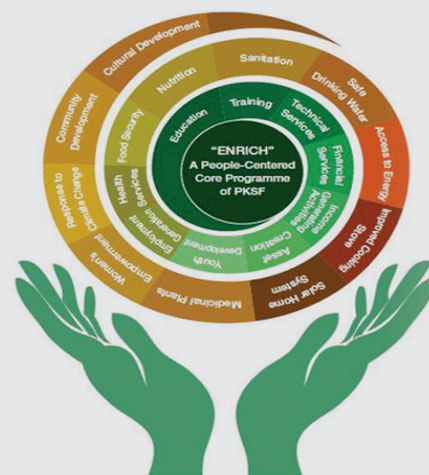 "ENRICH"
A People-Centered
Core Programme
of PKSF
Education
Training
Technical
Services
Financial
Services
Income
Generating
Activities
Asset
Creation
Youth
Development
Employment
Generation Services
Health
Food Security
Nutrition
Sanitation
Safe
Drinking Water
Access to Energy
Improved Cooking
Stove
Solar Home
System
Medicinal Plants
Women's
Empowerment
Response to
Climate Change
Community
Development
Cultural Development